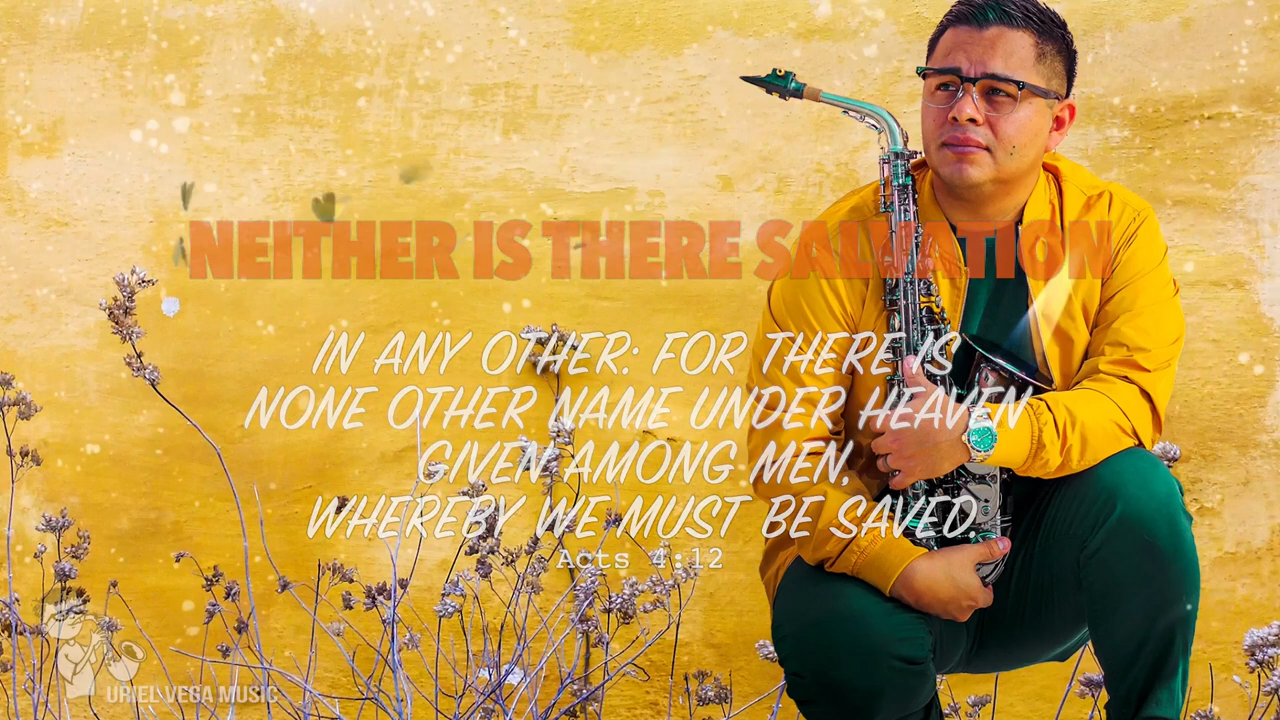 NEITHER IS THERE SALVATION
IN ANY OTHER: FOR THERE IS
NONE OTHER NAME UNDER HEAVEN
GIVEN AMONG MEN,
WHEREBY WE MUST BE SAVED.
Acts 4:12
URIEL VEGA MUSIC